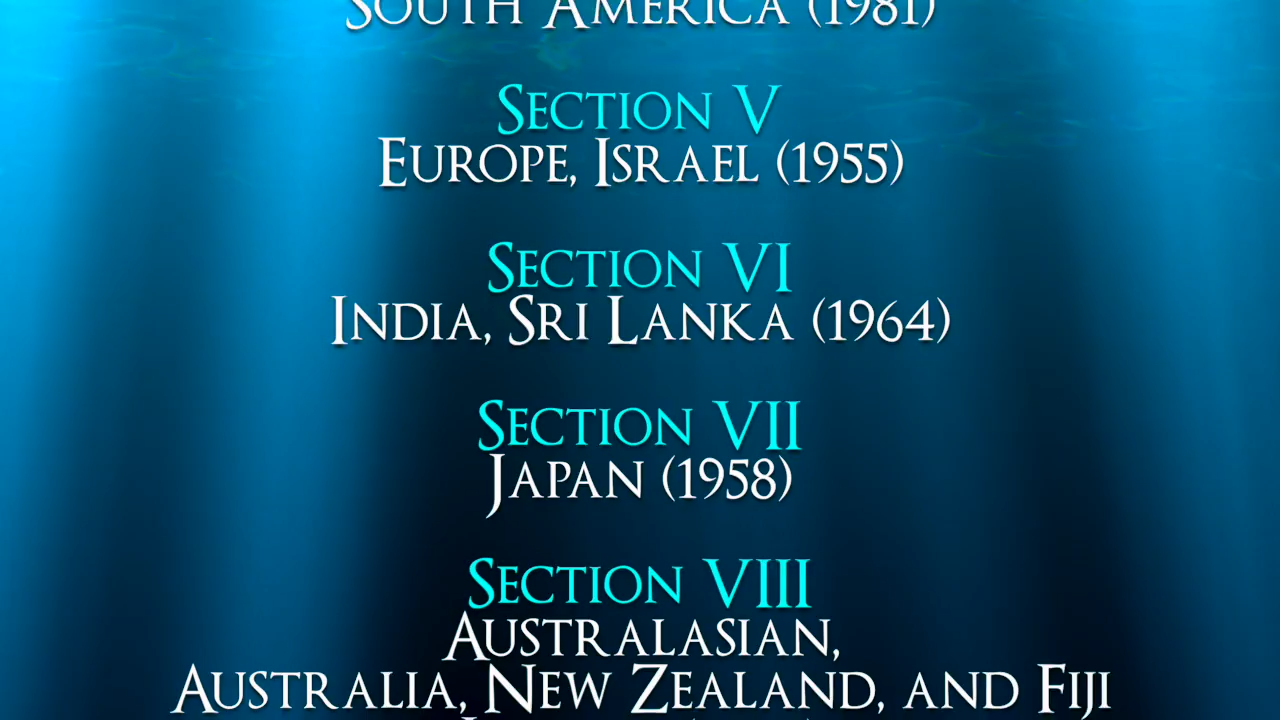 South America (1981)
Section V
Europe, Israel (1955)
Section VI
India, Sri Lanka (1964)
Section VII
Japan (1958)
Section VIII
Australasian,
Australia, New Zealand, and Fiji